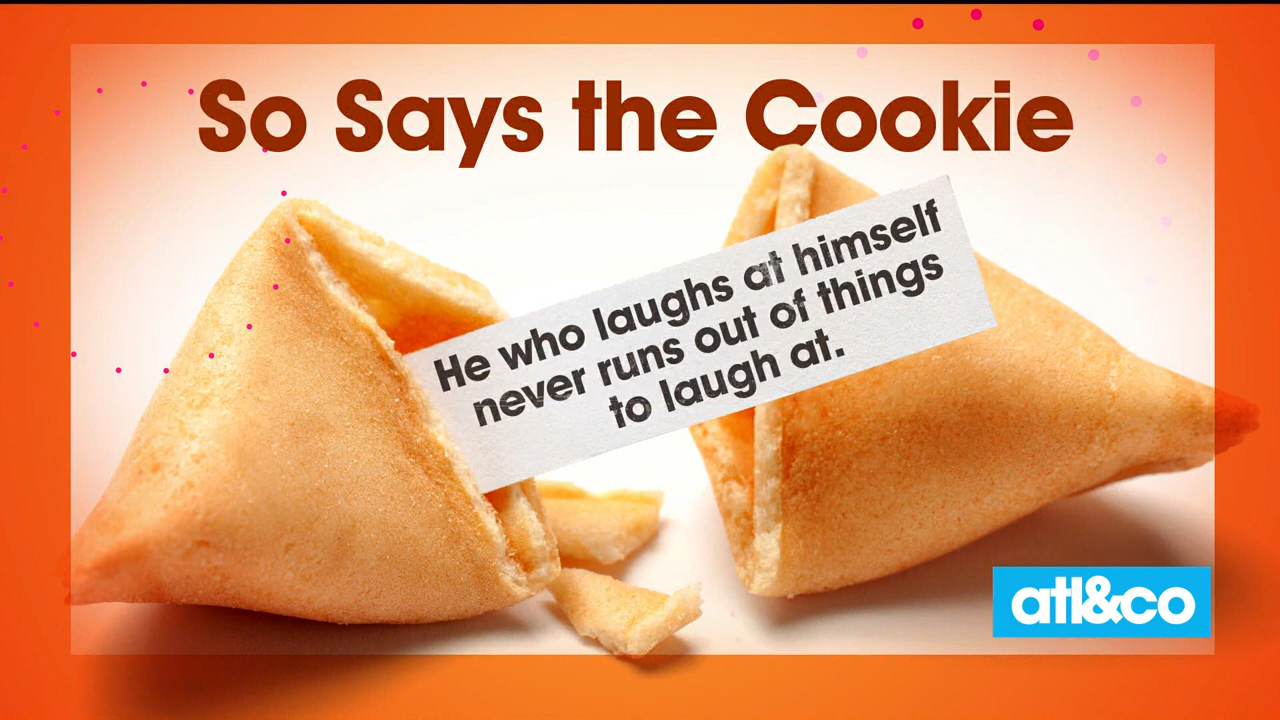 So Says the Cookie
He who laughs at himself
never runs out of things
to laugh at.
atl&co